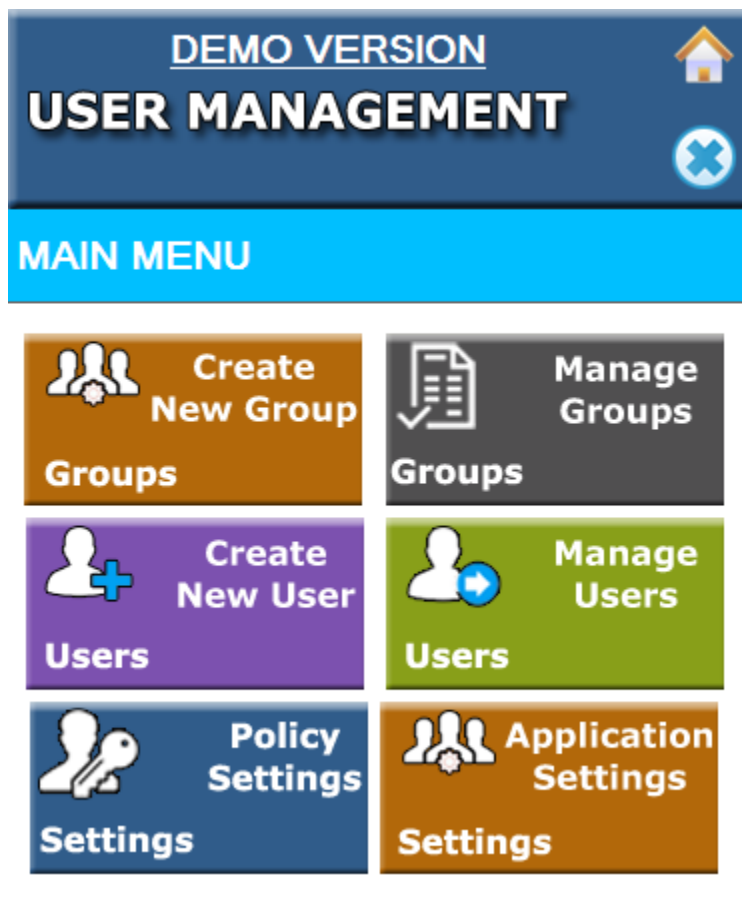 DEMO VERSION
USER MANAGEMENT
MAIN MENU
Create
New Group
Groups
Manage
Groups
Groups
Create
New User
Users
Manage
Users
Users
Policy
Settings
Settings
Application
Settings
Settings